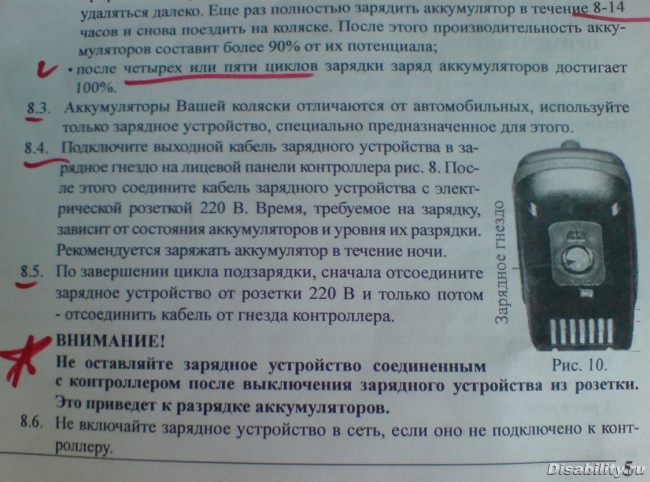 удаляться далеко. Еще раз полностью зарядить аккумулятор в течение 8-14
часов и снова поездить на коляске. После этого производительность акку-
муляторов составит более 90% от их потенциала;
• после четырех или пяти циклов зарядки заряд аккумуляторов достигает
100%.
8.3. Аккумуляторы Вашей коляски отличаются от автомобильных, используйте
только зарядное устройство, специально предназначенное для этого.
8.4. Подключите выходной кабель зарядного устройства в за-
рядное гнездо на лицевой панели контроллера рис. 8. Пос-
ле этого соедините кабель зарядного устройства с элект-
рической розеткой 220 В. Время, требуемое на зарядку,
зависит от состояния аккумуляторов и уровня их разрядки.
Рекомендуется заряжать аккумулятор в течение ночи.
8.5. По завершении цикла подзарядки, сначала отсоедините
зарядное устройство от розетки 220 В и только потом
- отсоединить кабель от гнезда контроллера.
Зарядное гнездо
Рис. 10.
ВНИМАНИЕ!
Не оставляйте зарядное устройство соединенным
с контроллером после выключения зарядного устройства из розетки.
Это приведет к разрядке аккумуляторов.
8.6. Не включайте зарядное устройство в сеть, если оно не подключено к конт-
роллеру.
5
Disability.ru